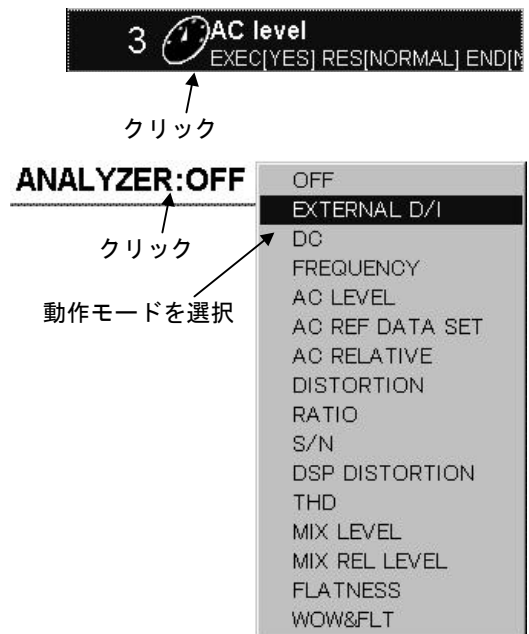 3 AC level
EXEC[YES] RES[NORMAL] END[
クリック
ANALYZER:OFF
クリック
動作モードを選択
OFF
EXTERNAL D/I
DC
FREQUENCY
AC LEVEL
AC REF DATA SET
AC RELATIVE
DISTORTION
RATIO
S/N
DSP DISTORTION
THD
MIX LEVEL
MIX REL LEVEL
FLATNESS
WOW&FLT